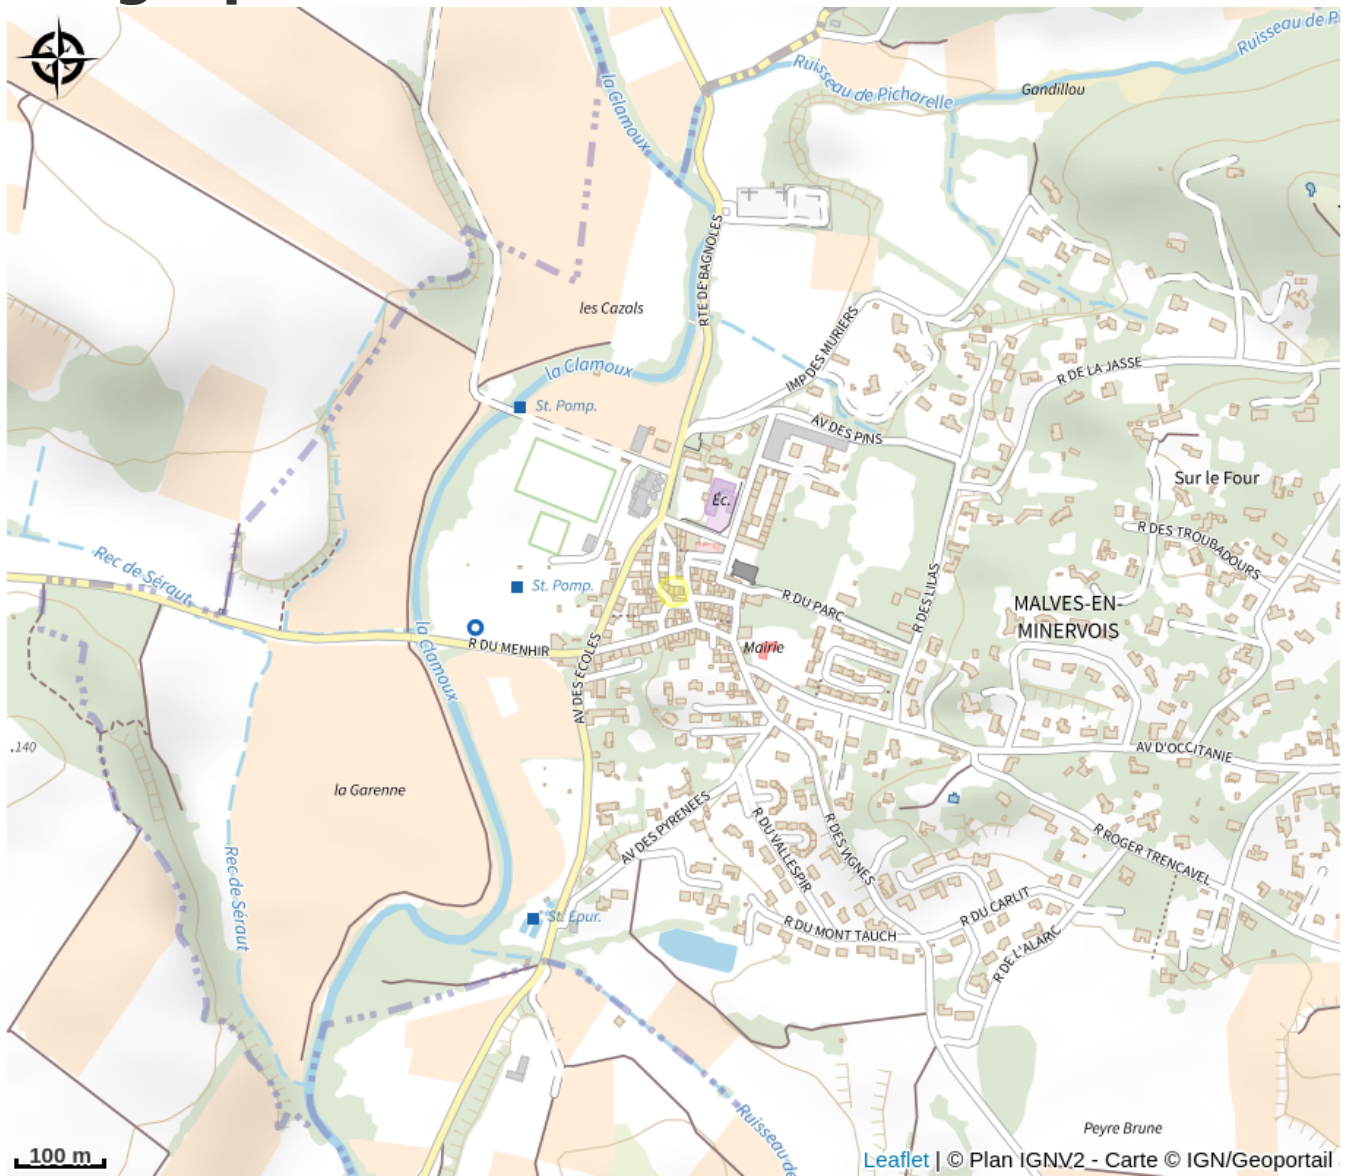 Ruisseau de Pi
Ruisseau de Picharelle
Gandillou
la Clamoux
RTE DE BAGNOLES
les Cazals
IMP DES MURIERS
la Clamoux
R DE LA JASSE
St. Pomp.
AV DES PINS
Sur le Four
Éc.
R DES TROUBADOURS
Rec de Séraut
St. Pomp.
R DU PARC
R DES LILAS
MALVES-EN-
MINERVOIS
R DU MENHIR
Mairie
la Clamoux
AV DES ECOLES
.140
AV D'OCCITANIE
la Garenne
AV DES PYRENEES
R DU VALLESPIR
R DES VIGNES
R ROGER TRENCAVEL
Rec de Séraut
St. Epur.
R DU CARLIT
R DU MONT TAUCH
R DE L'ALARIC
Ruisseau de
Peyre Brune
100 m
Leaflet | © Plan IGNV2 - Carte © IGN/Geoportail